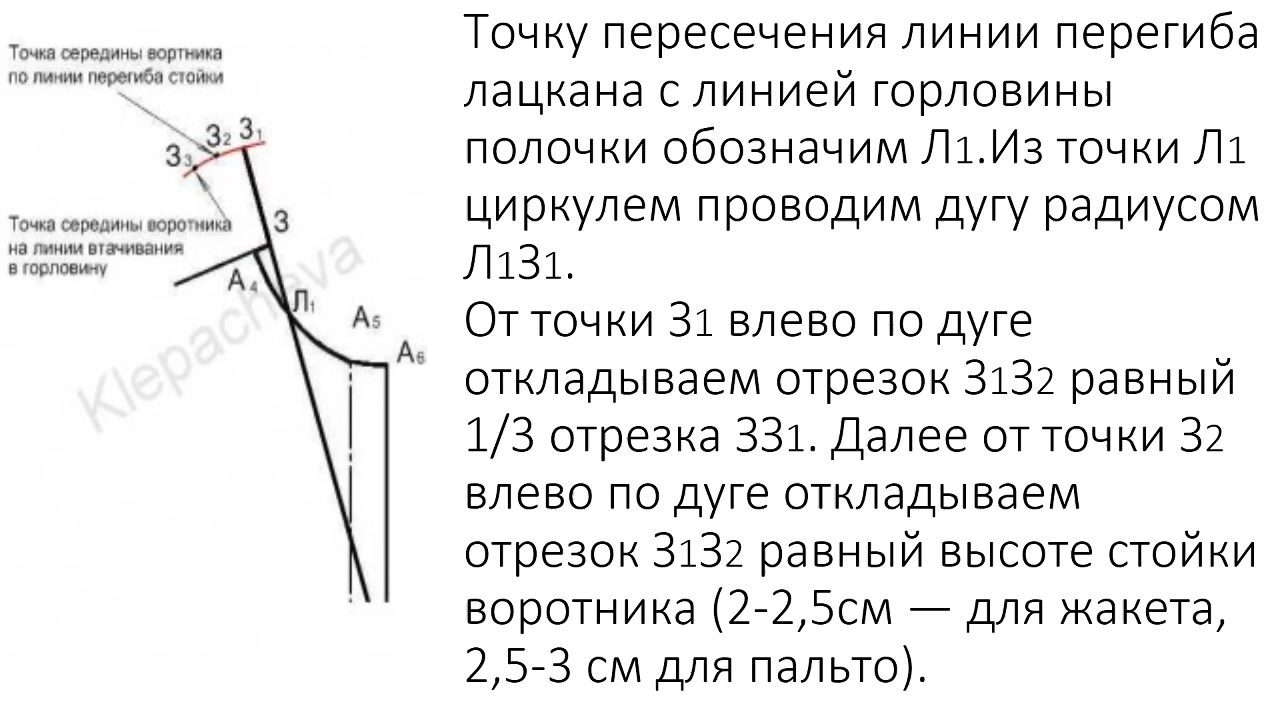 Точка середины вортника
по линии перегиба стойки
З3 З2 З1
Точка середины воротника
на линии втачивания
в горловину
З
А4
Л1
А5
А6
Klepacheva
Точку пересечения линии перегиба
лацкана с линией горловины
полочки обозначим Л1.Из точки Л1
циркулем проводим дугу радиусом
Л1З1.
От точки З1 влево по дуге
откладываем отрезок З1З2 равный
1/3 отрезка ЗЗ1. Далее от точки З2
влево по дуге откладываем
отрезок З1З2 равный высоте стойки
воротника (2-2,5см — для жакета,
2,5-3 см для пальто).